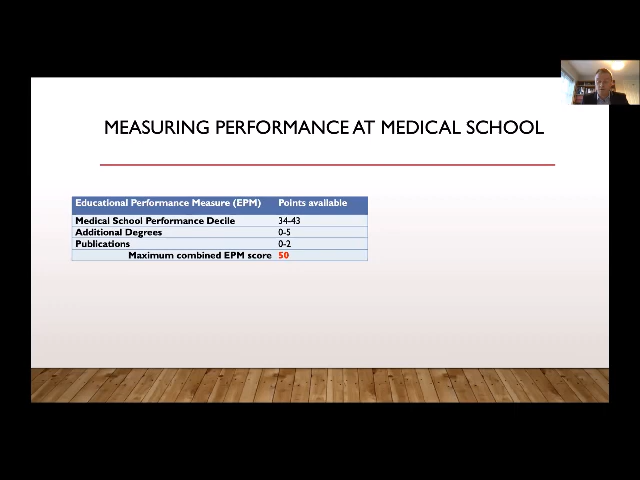 MEASURING PERFORMANCE AT MEDICAL SCHOOL
Educational Performance Measure (EPM) Points available
Medical School Performance Decile 34-43
Additional Degrees 0-5
Publications 0-2
Maximum combined EPM score 50